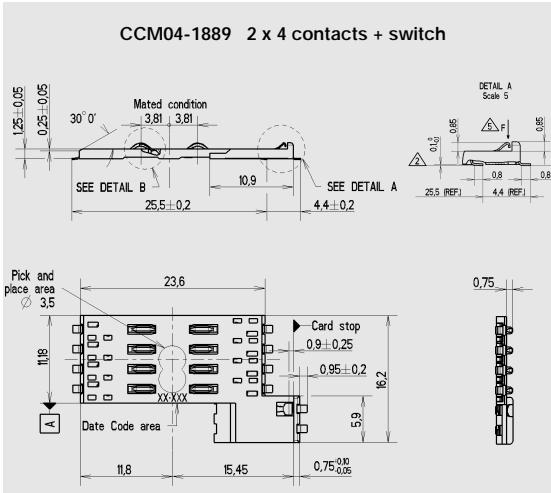 CCM04-1889 2 x 4 contacts + switch
1,25±0,05
0,25±0,05
30°0'
Mated condition
3,81
3,81
SEE DETAIL B
10,9
SEE DETAIL A
25,5±0,2
4,4±0,2
DETAIL A
Scale 5
0,85
5
F
0,85
2
0,1
0,8
0,8
25,5 (REF.)
4,4 (REF.)
Pick and
place area
Ø 3,5
23,6
Card stop
0,9±0,25
0,95±0,2
11,18
16,2
5,9
A
Date Code area
XX-XXX
11,8
15,45
0,75 -0,10
-0,05
0,75